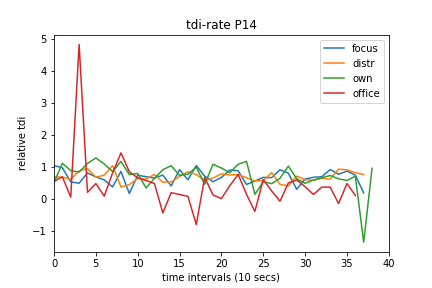 tdi-rate P14
relative tdi
5
4
3
2
1
0
−1
focus
distr
own
office
0 5 10 15 20 25 30 35 40
time intervals (10 secs)